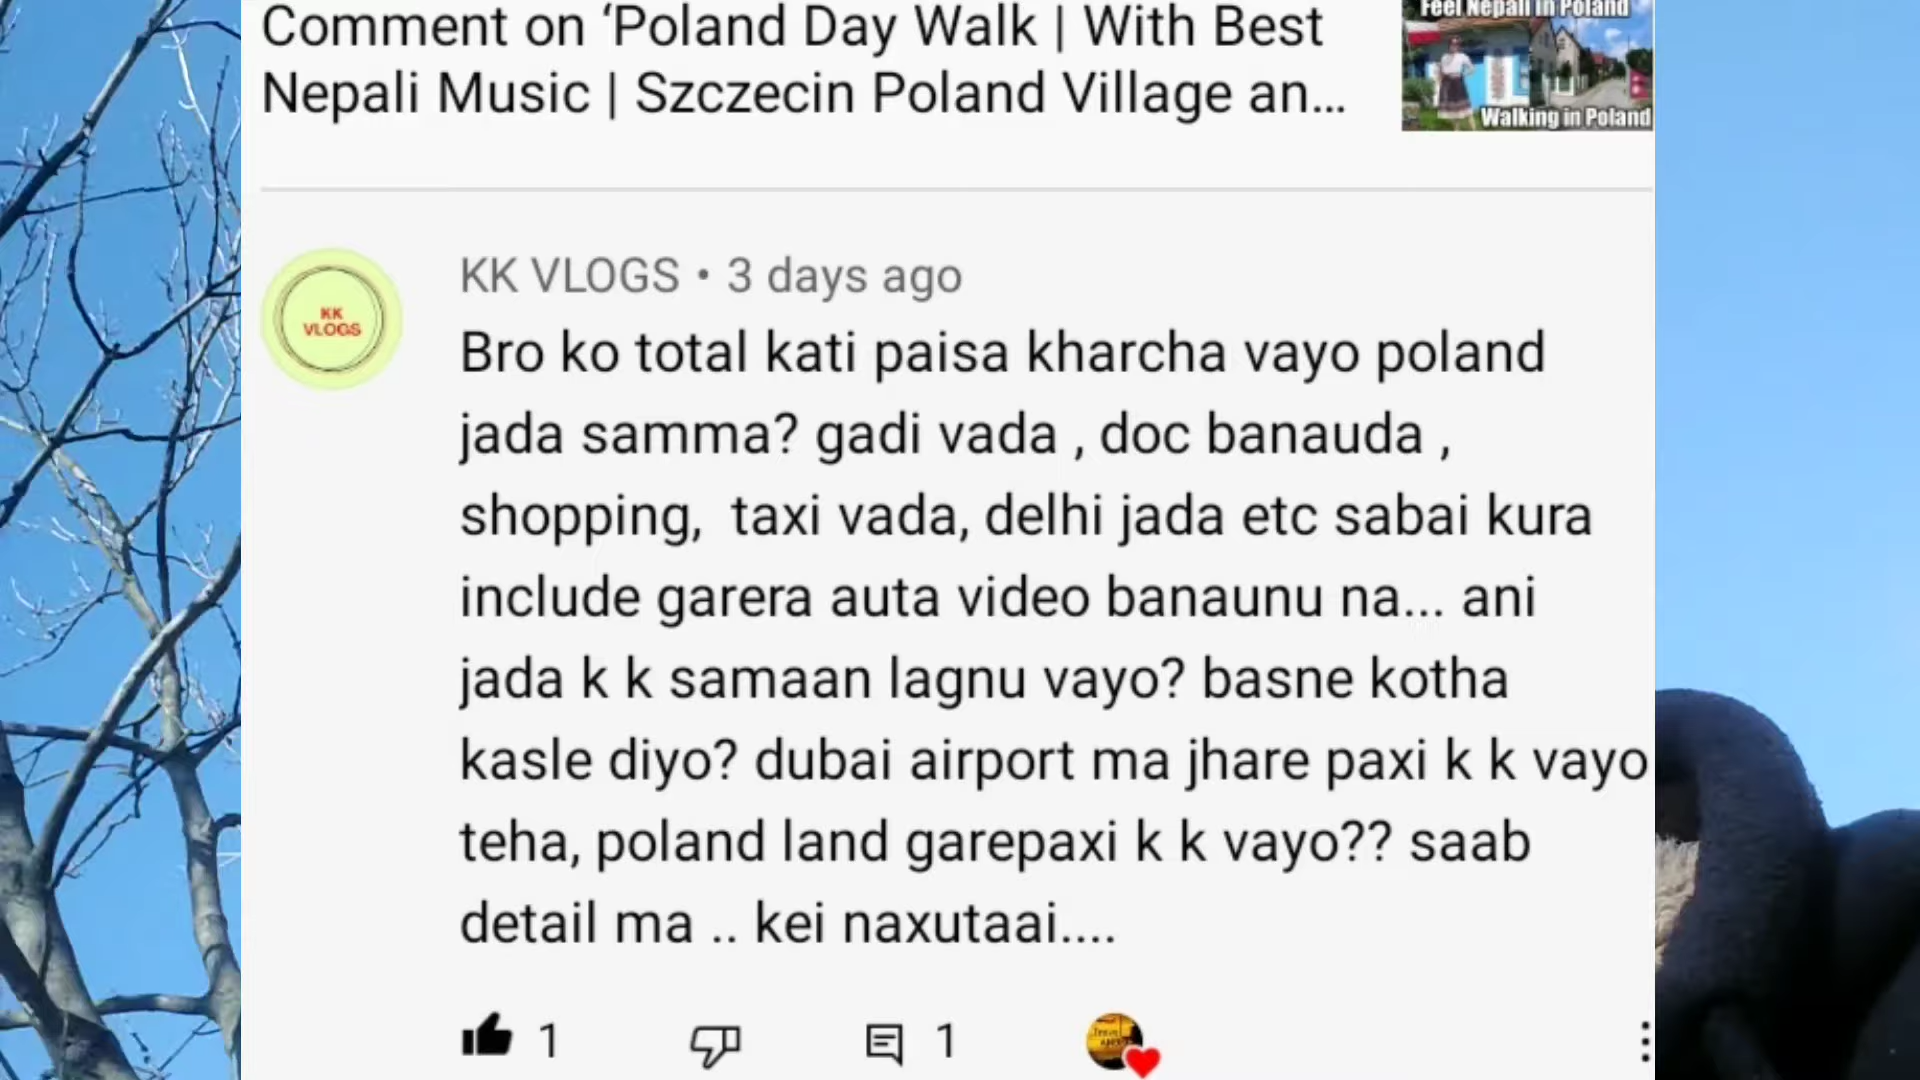 Comment on ‘Poland Day Walk | With Best
Nepali Music | Szczecin Poland Village an...
Feel Nepali in Poland
Walking in Poland
KK VLOGS • 3 days ago
KK
VLOGS
Bro ko total kati paisa kharcha vayo poland
jada samma? gadi vada , doc banauda ,
shopping,  taxi vada, delhi jada etc sabai kura
include garera auta video banaunu na... ani
jada k k samaan lagnu vayo? basne kotha
kasle diyo? dubai airport ma jhare paxi k k vayo
teha, poland land garepaxi k k vayo?? saab
detail ma .. kei naxutaai....
1
1